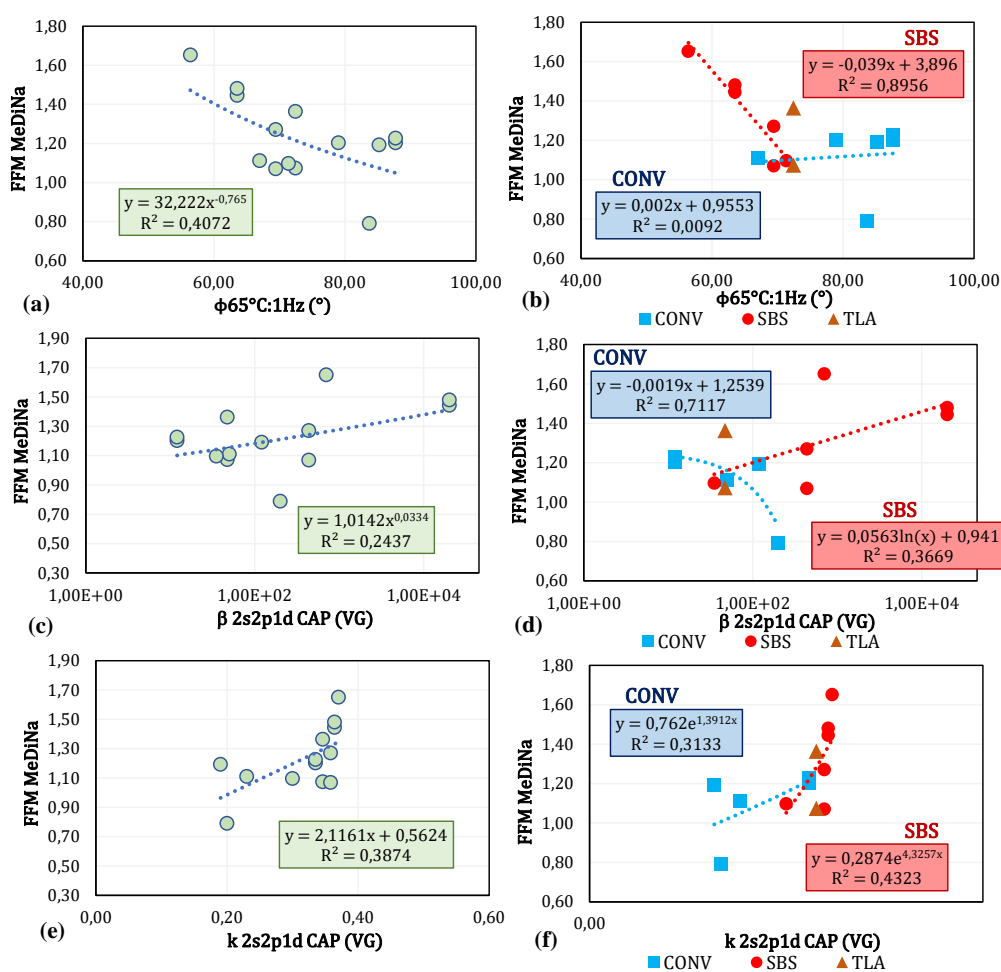 FFM MeDiNa
1,80
1,60
1,40
1,20
1,00
0,80
0,60
y = 32,222x^-0,765
R² = 0,4072
40,00 60,00 80,00 100,00
(a)
ϕ65°C:1Hz (°)
FFM MeDiNa
1,80
1,60
1,40
1,20
1,00
0,80
0,60
SBS
y = -0,039x + 3,896
R² = 0,8956
CONV
y = 0,002x + 0,9553
R² = 0,0092
40,00 60,00 80,00 100,00
(b)
ϕ65°C:1Hz (°)
CONV SBS TLA
FFM MeDiNa
1,90
1,70
1,50
1,30
1,10
0,90
0,70
0,50
0,30
y = 1,0142x^0,0334
R² = 0,2437
1,00E+00 1,00E+02 1,00E+04
(c)
β 2s2p1d CAP (VG)
FFM MeDiNa
1,80
1,60
1,40
1,20
1,00
0,80
0,60
CONV
y = -0,0019x + 1,2539
R² = 0,7117
SBS
y = 0,0563ln(x) + 0,941
R² = 0,3669
1,00E+00 1,00E+02 1,00E+04
(d)
β 2s2p1d CAP (VG)
CONV SBS TLA
FFM MeDiNa
1,90
1,70
1,50
1,30
1,10
0,90
0,70
0,50
0,30
y = 2,1161x + 0,5624
R² = 0,3874
0,00 0,20 0,40 0,60
(e)
k 2s2p1d CAP (VG)
FFM MeDiNa
1,80
1,60
1,40
1,20
1,00
0,80
0,60
CONV
y = 0,762e^1,3912x
R² = 0,3133
SBS
y = 0,2874e^4,3257x
R² = 0,4323
0,00
k 2s2p1d CAP (VG)
(f)
CONV SBS TLA